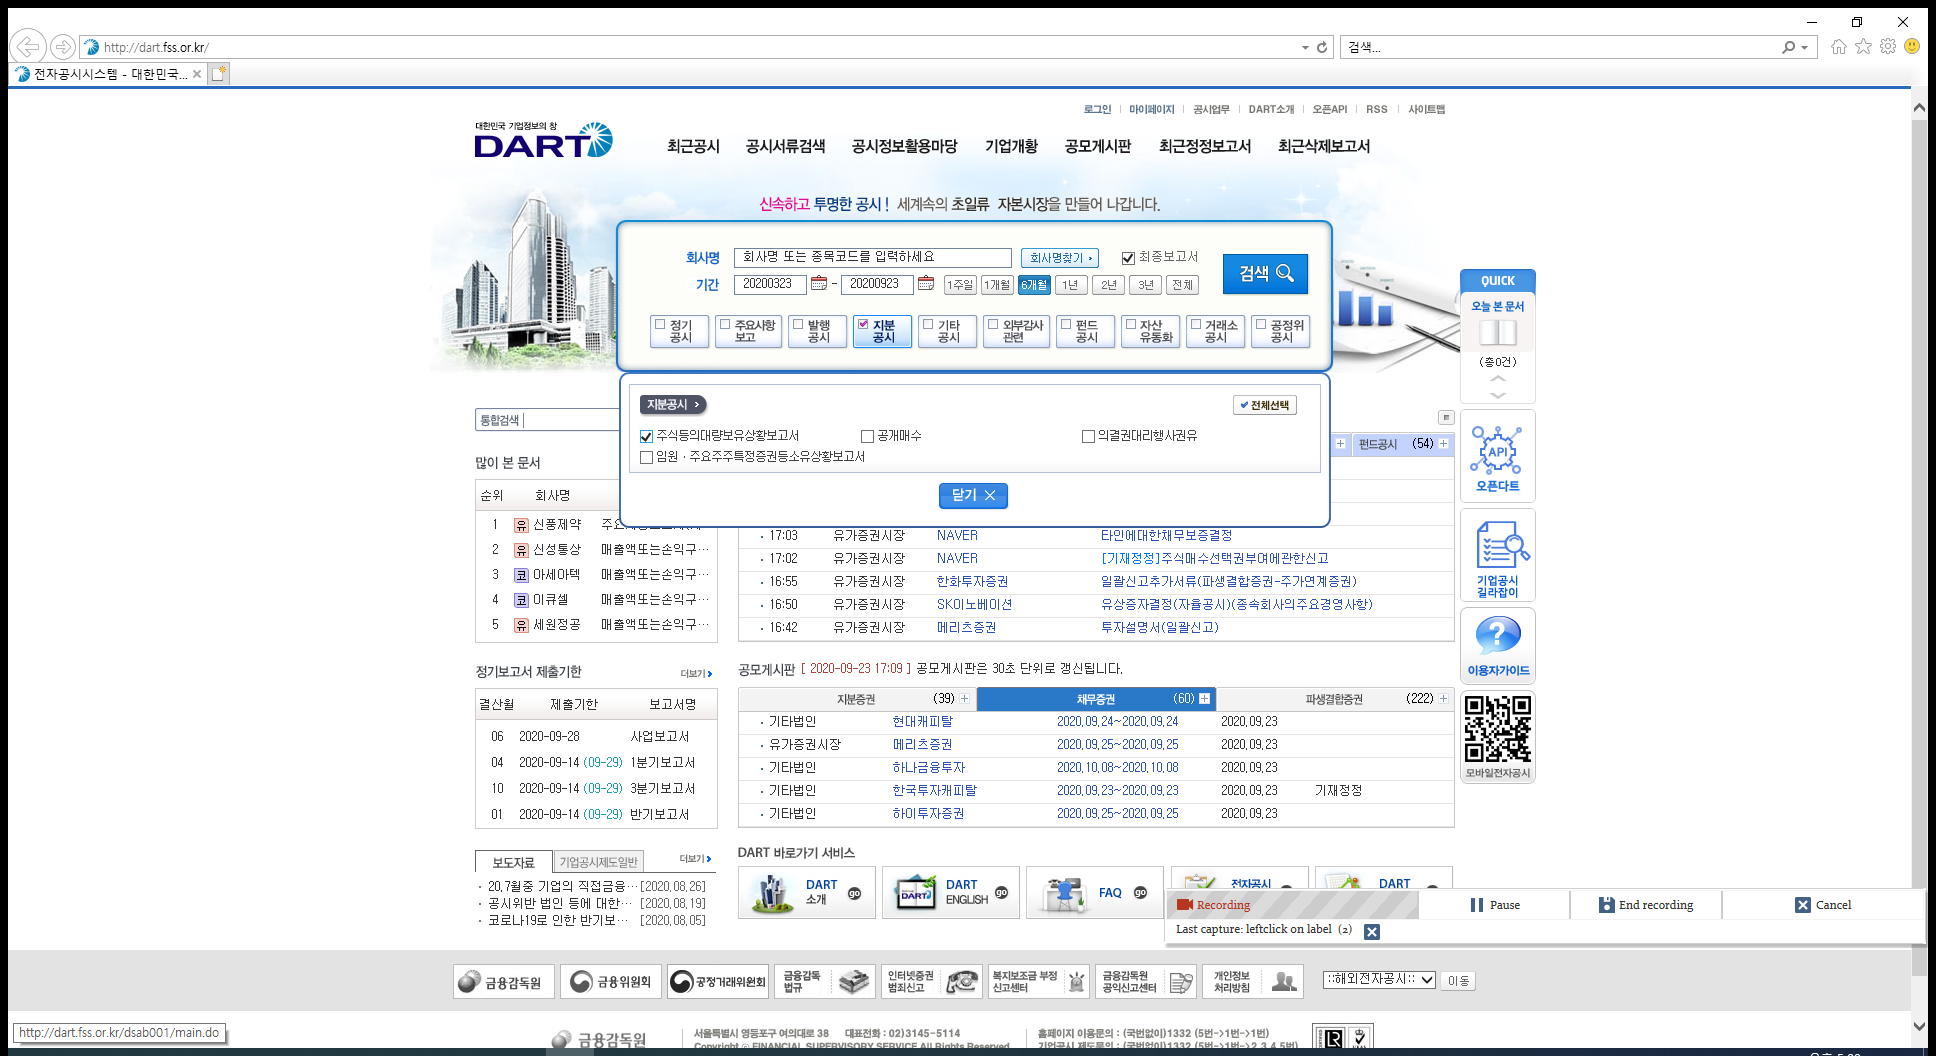 http://dart.fss.or.kr/
검색...
전자공시시스템 - 대한민국...
로그인 마이페이지 공시업무 DART소개 오픈API RSS 사이트맵
대한민국 기업정보의 창
DART
최근공시 공시서류검색 공시정보활용마당 기업개황 공모게시판 최근정정보고서 최근삭제보고서
신속하고 투명한 공시 ! 세계속의 초일류 자본시장을 만들어 나갑니다.
회사명 회사명 또는 종목코드를 입력하세요 회사명찾기 최종보고서
검색
기간 20200323 - 20200923 1주일 1개월 6개월 1년 2년 3년 전체
정기공시 주요사항보고 발행공시 지분공시 기타공시 외부감사관련 펀드공시 자산유동화 거래소공시 공정위공시
지분공시
전체선택
주식등의대량보유상황보고서 공개매수 의결권대리행사권유
임원ㆍ주요주주특정증권등소유상황보고서
닫기
QUICK
오늘 본 문서
(총0건)
API
오픈다트
기업공시
길라잡이
이용자가이드
모바일전자공시
통합검색
펀드공시 (54)
많이 본 문서
순위 회사명
1 유 신풍제약
2 유 신성통상 매출액또는손익구...
3 코 아세아텍 매출액또는손익구...
4 코 이큐셀 매출액또는손익구...
5 유 세원정공 매출액또는손익구...
17:03 유가증권시장 NAVER 타인에대한채무보증결정
17:02 유가증권시장 NAVER [기재정정]주식매수선택권부여에관한신고
16:55 유가증권시장 한화투자증권 일괄신고추가서류(파생결합증권-주가연계증권)
16:50 유가증권시장 SK이노베이션 유상증자결정(자율공시)(종속회사의주요경영사항)
16:42 유가증권시장 메리츠증권 투자설명서(일괄신고)
정기보고서 제출기한 더보기
결산월 제출기한 보고서명
06 2020-09-28 사업보고서
04 2020-09-14 (09-29) 1분기보고서
10 2020-09-14 (09-29) 3분기보고서
01 2020-09-14 (09-29) 반기보고서
공모게시판 [ 2020-09-23 17:09 ] 공모게시판은 30초 단위로 갱신됩니다.
지분증권 (39) 채무증권 (60) 파생결합증권 (222)
기타법인 현대캐피탈 2020.09.24~2020.09.24 2020.09.23
유가증권시장 메리츠증권 2020.09.25~2020.09.25 2020.09.23
기타법인 하나금융투자 2020.10.08~2020.10.08 2020.09.23
기타법인 한국투자캐피탈 2020.09.23~2020.09.23 2020.09.23 기재정정
기타법인 하이투자증권 2020.09.25~2020.09.25 2020.09.23
보도자료 기업공시제도일반 더보기
20.7월중 기업의 직접금융... [2020.08.26]
공시위반 법인 등에 대한... [2020.08.19]
코로나19로 인한 반기보... [2020.08.05]
DART 바로가기 서비스
DART 소개 go
DART ENGLISH go
FAQ go
전자공시
DART
Recording Pause End recording Cancel
Last capture: leftclick on label (2)
금융감독원 금융위원회 공정거래위원회 금융감독법규 인터넷증권범죄신고 복지보조금 부정신고센터 금융감독원공익신고센터 개인정보처리방침 ::해외전자공시:: 이동
http://dart.fss.or.kr/dsab001/main.do
금융감독원
서울특별시 영등포구 여의대로 38 대표전화 : 02)3145-5114
Copyright ⓒ FINANCIAL SUPERVISORY SERVICE All Rights Reserved
홈페이지 이용문의 : (국번없이)1332 (5번->1번->1번)
기업공시 제도문의 : (국번없이)1332 (5번->1번->2,3,4,5번)
LR